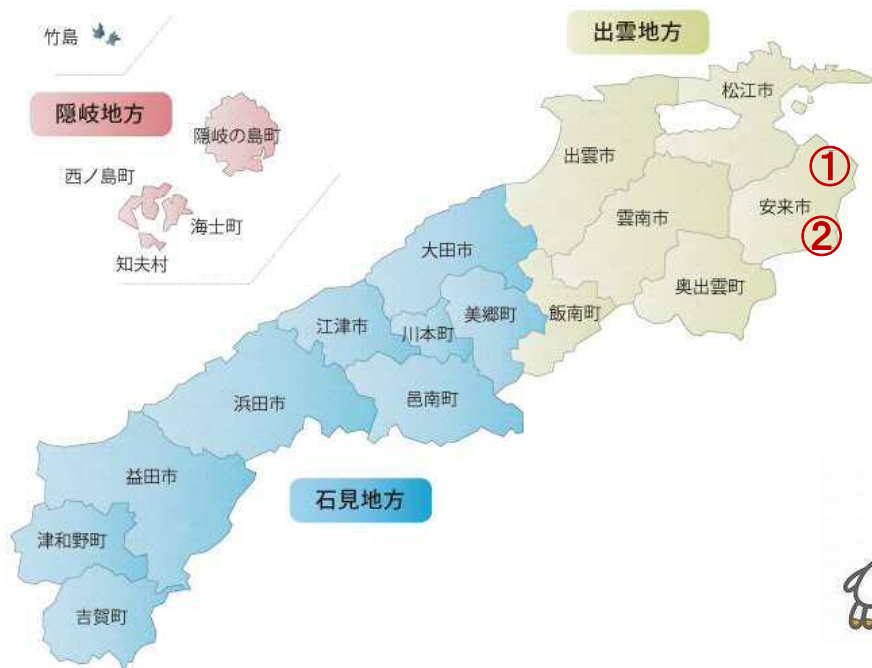 竹島
出雲地方
松江市
隠岐地方
隠岐の島町
出雲市
①
西ノ島町
安来市
雲南市
海士町
②
大田市
知夫村
奥出雲町
美郷町
飯南町
江津市
川本町
浜田市
邑南町
益田市
石見地方
津和野町
吉賀町